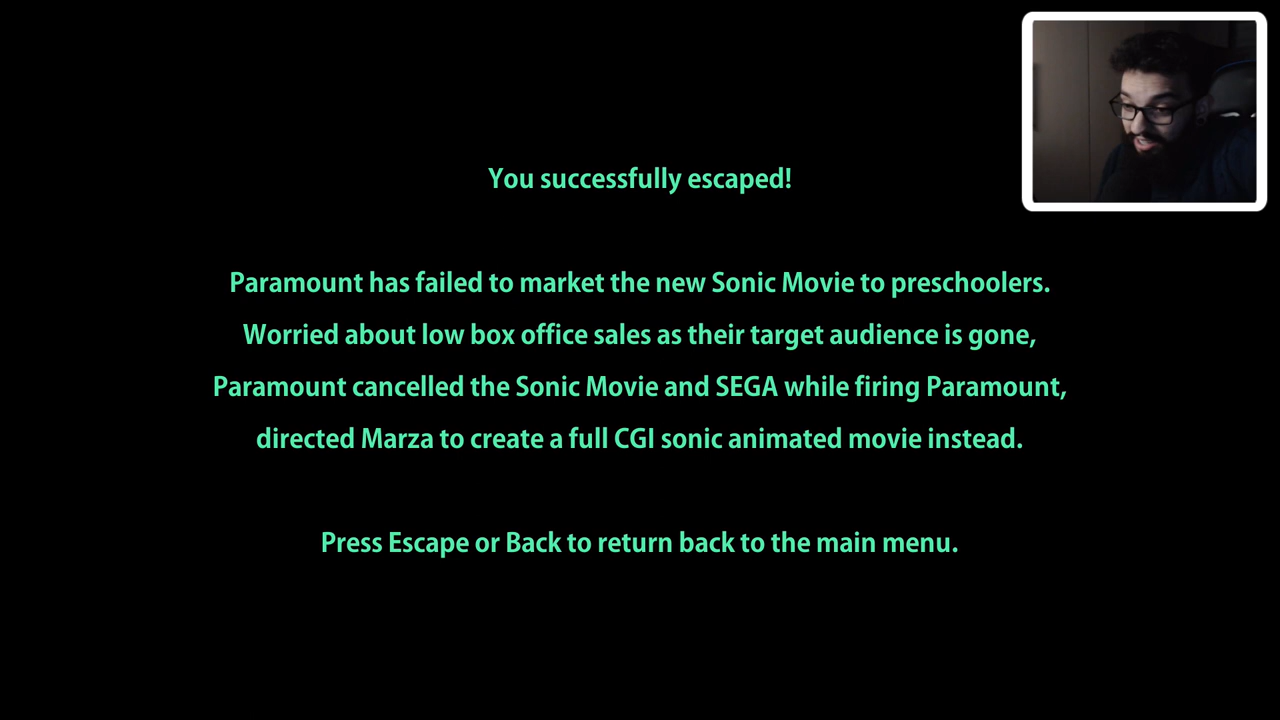 You successfully escaped!
Paramount has failed to market the new Sonic Movie to preschoolers.
Worried about low box office sales as their target audience is gone,
Paramount cancelled the Sonic Movie and SEGA while firing Paramount,
directed Marza to create a full CGI sonic animated movie instead.
Press Escape or Back to return back to the main menu.